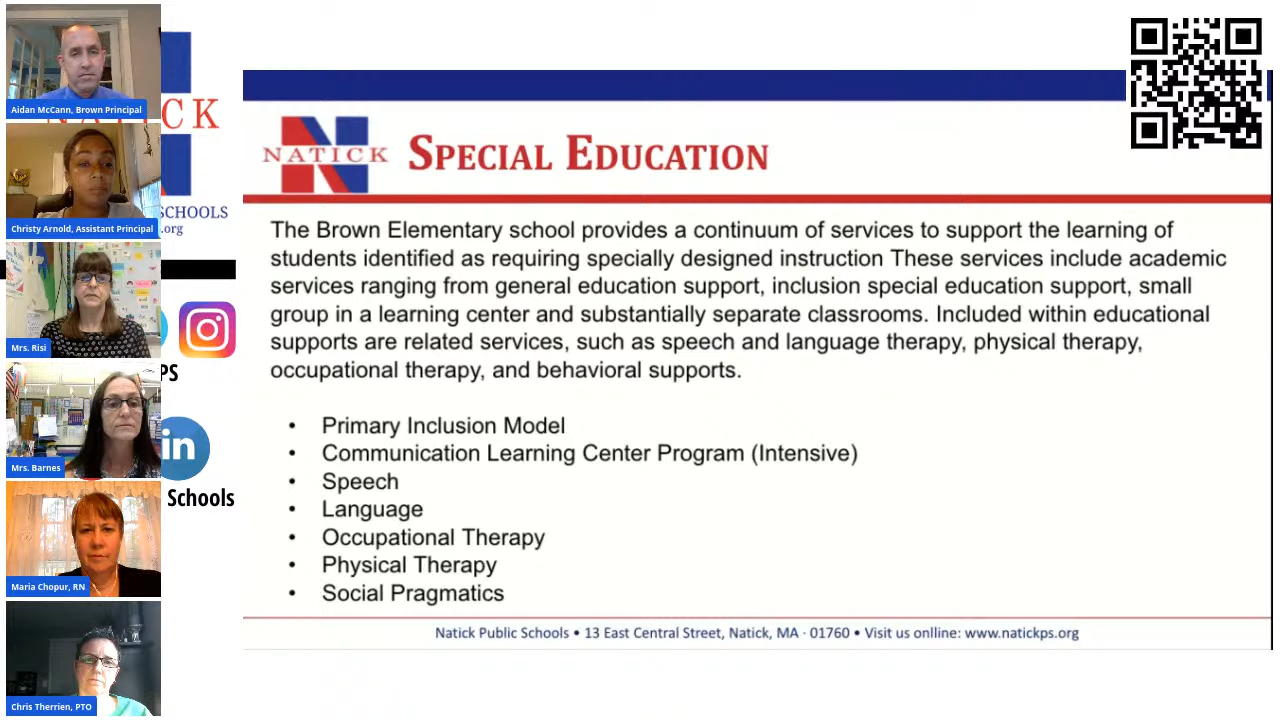 Aidan McCann, Brown Principal
Christy Arnold, Assistant Principal
Mrs. Risi
Mrs. Barnes
Maria Chopur, RN
Chris Therrien, PTO
CK
SCHOOLS
.org
PS
in
Schools
NATICK
SPECIAL EDUCATION
The Brown Elementary school provides a continuum of services to support the learning of
students identified as requiring specially designed instruction These services include academic
services ranging from general education support, inclusion special education support, small
group in a learning center and substantially separate classrooms. Included within educational
supports are related services, such as speech and language therapy, physical therapy,
occupational therapy, and behavioral supports.
• Primary Inclusion Model
• Communication Learning Center Program (Intensive)
• Speech
• Language
• Occupational Therapy
• Physical Therapy
• Social Pragmatics
Natick Public Schools • 13 East Central Street, Natick, MA · 01760 • Visit us onlline: www.natickps.org